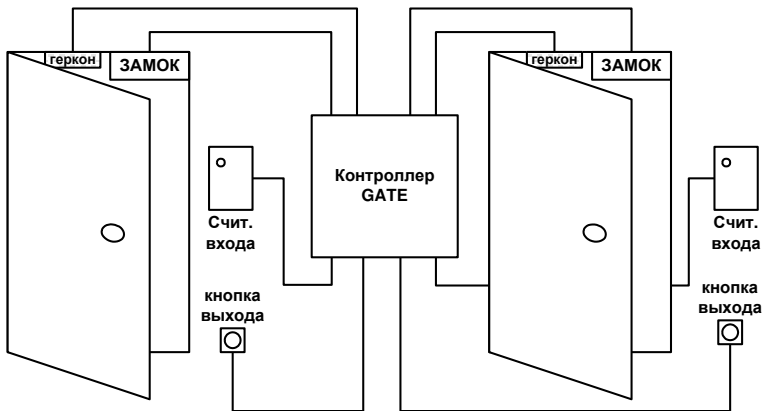 геркон
ЗАМОК
геркон
ЗАМОК
Контроллер
GATE
Счит.
входа
Счит.
входа
кнопка
выхода
кнопка
выхода